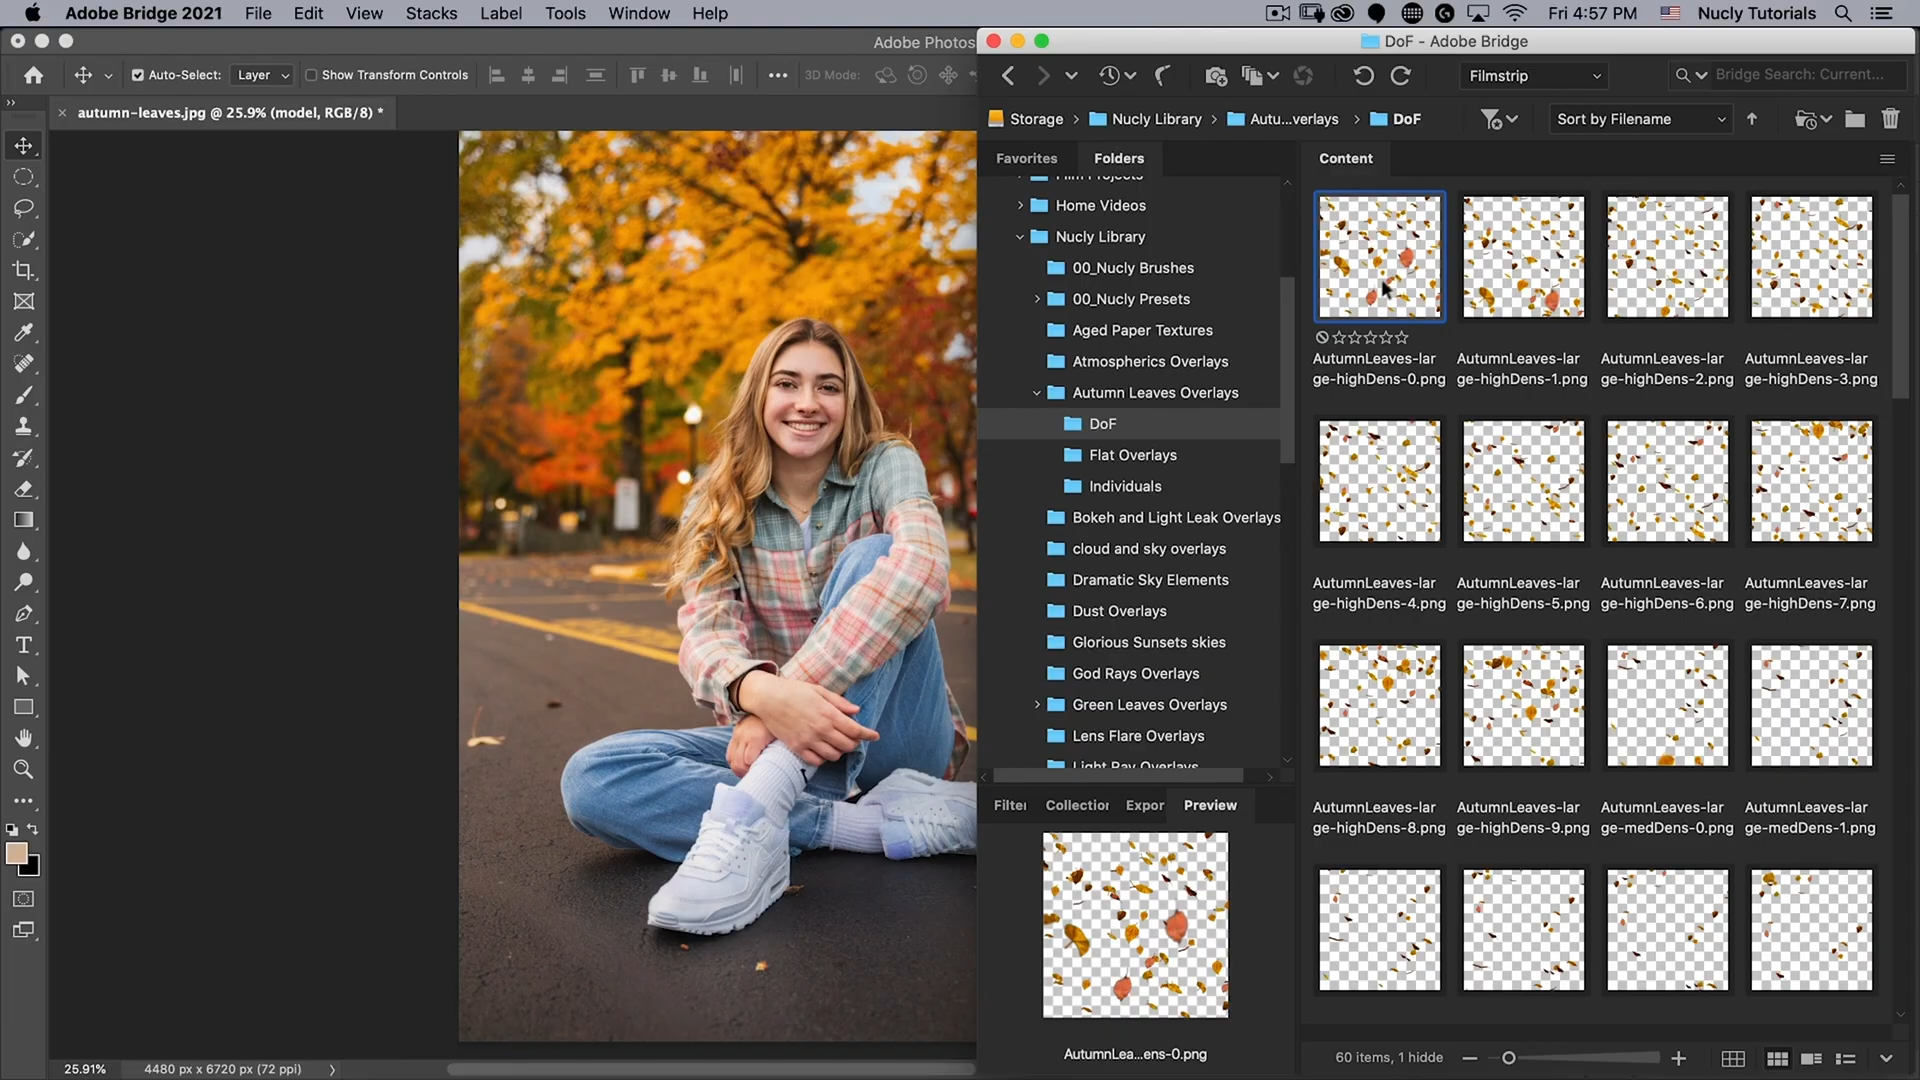 Adobe Bridge 2021 File Edit View Stacks Label Tools Window Help Fri 4:57 PM Nucly Tutorials
Adobe Photos
DoF - Adobe Bridge
Auto-Select: Layer Show Transform Controls 3D Mode:
Filmstrip Bridge Search: Current...
autumn-leaves.jpg @ 25.9% (model, RGB/8) *
Storage Nucly Library Autu...verlays DoF Sort by Filename
Favorites Folders Content
Film Projects
Home Videos
Nucly Library
00_Nucly Brushes
00_Nucly Presets
Aged Paper Textures
Atmospherics Overlays
Autumn Leaves Overlays
DoF
Flat Overlays
Individuals
Bokeh and Light Leak Overlays
cloud and sky overlays
Dramatic Sky Elements
Dust Overlays
Glorious Sunsets skies
God Rays Overlays
Green Leaves Overlays
Lens Flare Overlays
Light Ray Overlays
AutumnLeaves-lar AutumnLeaves-lar AutumnLeaves-lar AutumnLeaves-lar
ge-highDens-0.png ge-highDens-1.png ge-highDens-2.png ge-highDens-3.png
AutumnLeaves-lar AutumnLeaves-lar AutumnLeaves-lar AutumnLeaves-lar
ge-highDens-4.png ge-highDens-5.png ge-highDens-6.png ge-highDens-7.png
AutumnLeaves-lar AutumnLeaves-lar AutumnLeaves-lar AutumnLeaves-lar
ge-highDens-8.png ge-highDens-9.png ge-medDens-0.png ge-medDens-1.png
Filter Collection Expor Preview
AutumnLea...ens-0.png
60 items, 1 hidde
25.91% 4480 px x 6720 px (72 ppi)